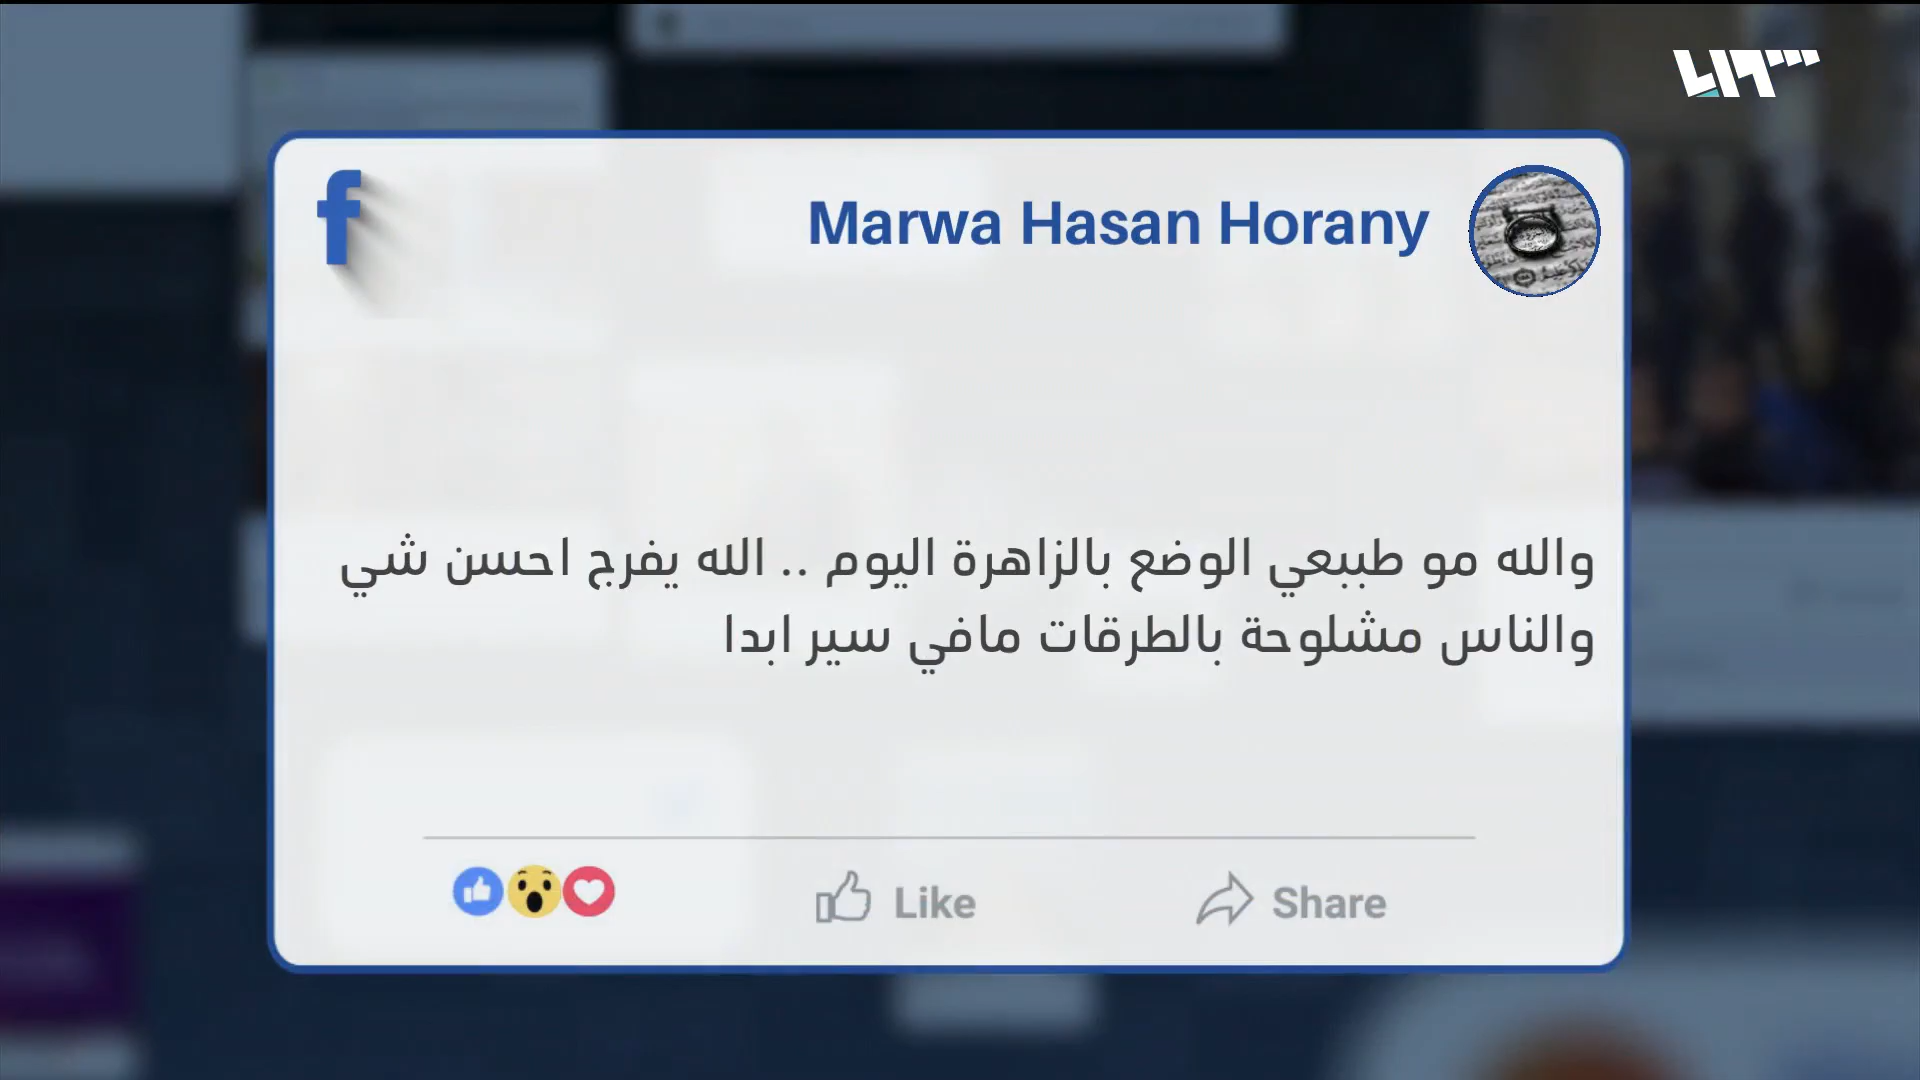 Marwa Hasan Horany
والله مو طبيعي الوضع بالزاهرة اليوم .. الله يفرج احسن شي
والناس مشلوحة بالطرقات مافي سير ابدا
Like
Share